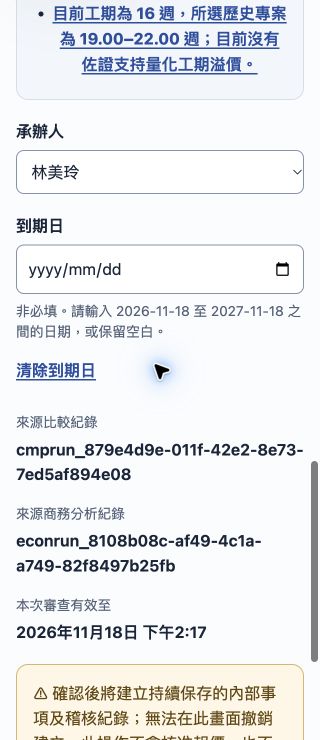 • 目前工期為 16 週，所選歷史專案
為 19.00–22.00 週；目前沒有
佐證支持量化工期溢價。
承辦人
林美玲
到期日
yyyy/mm/dd
非必填。請輸入 2026-11-18 至 2027-11-18 之
間的日期，或保留空白。
清除到期日
來源比較紀錄
cmprun_879e4d9e-011f-42e2-8e73-
7ed5af894e08
來源商務分析紀錄
econrun_8108b08c-af49-4c1a-
a749-82f8497b25fb
本次審查有效至
2026年11月18日 下午2:17
⚠ 確認後將建立持續保存的內部事
項及稽核紀錄；無法在此畫面撤銷